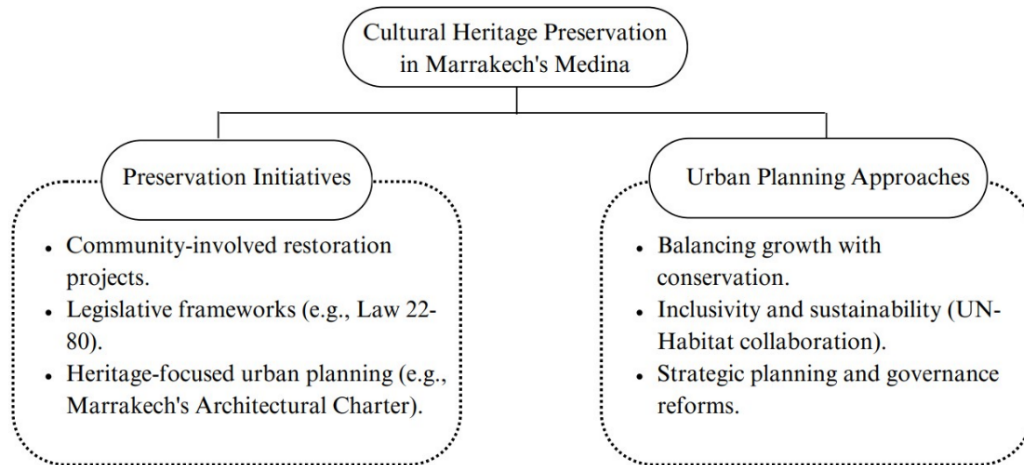 Cultural Heritage Preservation
in Marrakech's Medina
Preservation Initiatives
• Community-involved restoration
projects.
• Legislative frameworks (e.g., Law 22-
80).
• Heritage-focused urban planning (e.g.,
Marrakech's Architectural Charter).
Urban Planning Approaches
• Balancing growth with
conservation.
• Inclusivity and sustainability (UN-
Habitat collaboration).
• Strategic planning and governance
reforms.